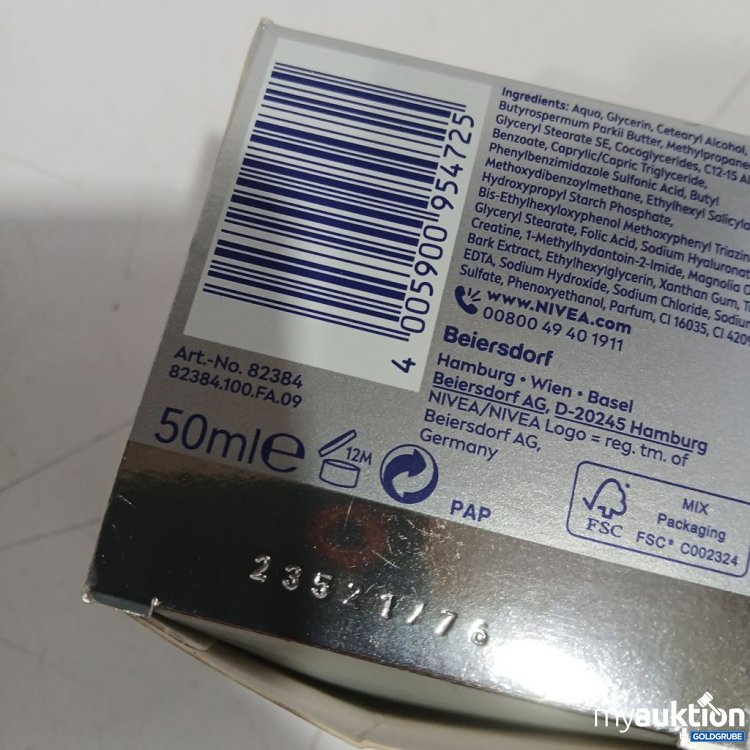 Ingredients: Aqua, Glycerin, Cetearyl Alcohol,
Butyrospermum Parkii Butter, Methylpropane
Glyceryl Stearate SE, Cocoglycerides, C12-15 Al
Benzoate, Caprylic/Capric Triglyceride,
Phenylbenzimidazole Sulfonic Acid, Butyl
Methoxydibenzoylmethane, Ethylhexyl Salicyla
Hydroxypropyl Starch Phosphate,
Bis-Ethylhexyloxyphenol Methoxyphenyl Triazin
Glyceryl Stearate, Folic Acid, Sodium Hyalurona
Creatine, 1-Methylhydantoin-2-Imide, Magnolia O
Bark Extract, Ethylhexylglycerin, Xanthan Gum, T
EDTA, Sodium Hydroxide, Sodium Chloride, Sodium
Sulfate, Phenoxyethanol, Parfum, CI 16035, CI 4209
www.NIVEA.com
00800 49 40 1911
Beiersdorf
Hamburg • Wien • Basel
Beiersdorf AG, D-20245 Hamburg
NIVEA/NIVEA Logo = reg. tm. of
Beiersdorf AG,
Germany
4 005900 954725
Art.-No. 82384
82384.100.FA.09
50ml e
12M
PAP
FSC
MIX
Packaging
FSC® C002324
23521776
myauktion
by GOLDGRUBE